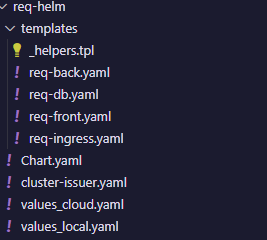 req-helm
templates
_helpers.tpl
req-back.yaml
req-db.yaml
req-front.yaml
req-ingress.yaml
Chart.yaml
cluster-issuer.yaml
values_cloud.yaml
values_local.yaml